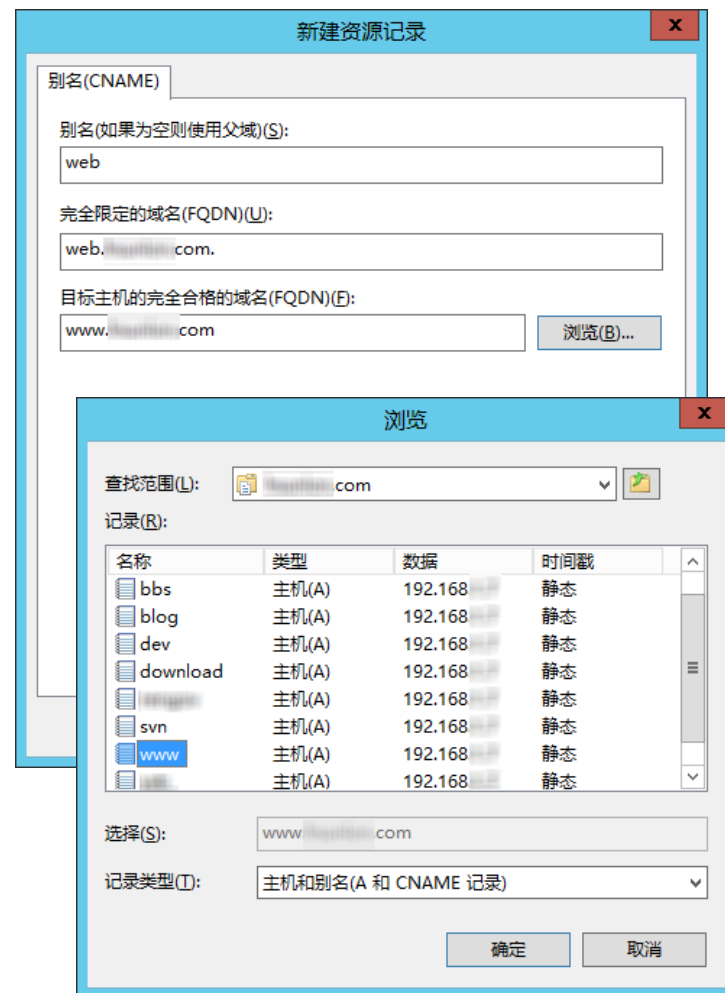 新建资源记录
x
别名(CNAME)
别名(如果为空则使用父域)(S):
web
完全限定的域名(FQDN)(U):
web. com.
目标主机的完全合格的域名(FQDN)(F):
www. com
浏览(B)...
浏览
x
查找范围(L):
.com
记录(R):
名称 类型 数据 时间戳
bbs 主机(A) 192.168 静态
blog 主机(A) 192.168 静态
dev 主机(A) 192.168 静态
download 主机(A) 192.168 静态
主机(A) 192.168 静态
svn 主机(A) 192.168 静态
www 主机(A) 192.168 静态
主机(A) 192.168 静态
选择(S):
www .com
记录类型(T):
主机和别名(A 和 CNAME 记录)
确定 取消